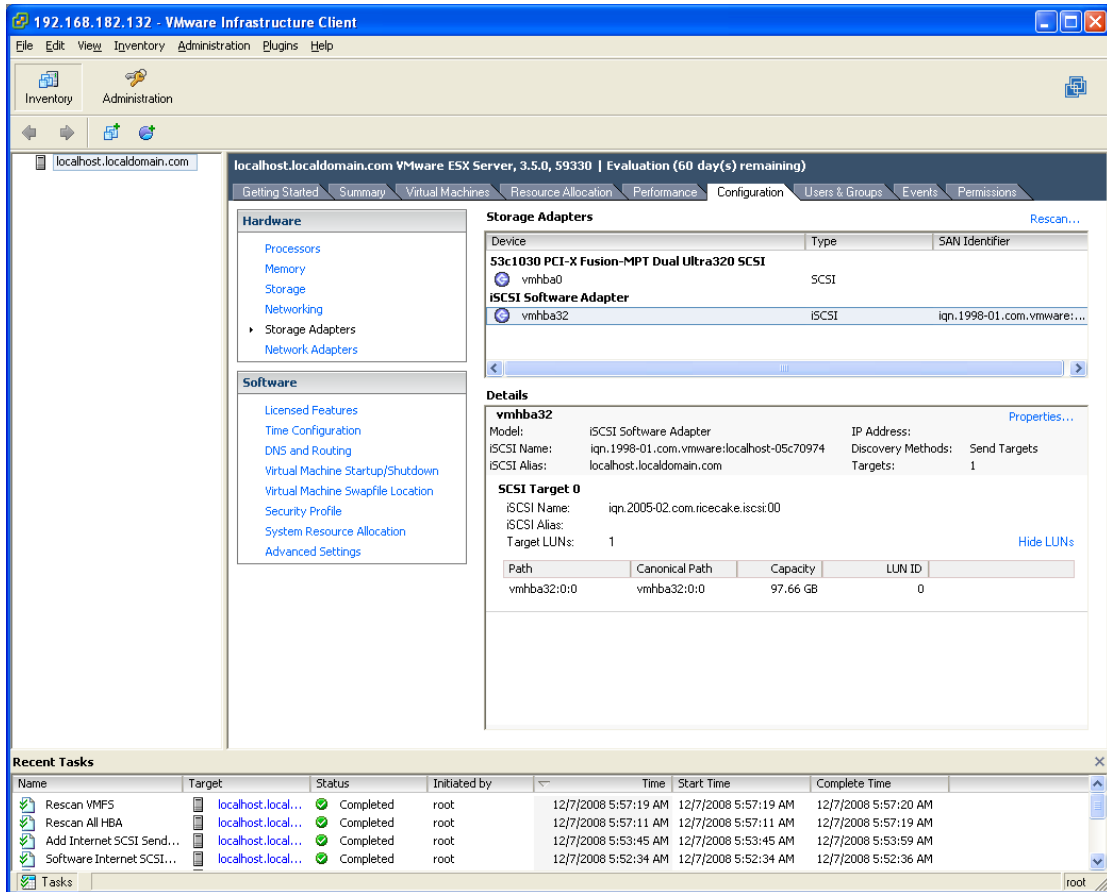 192.168.182.132 - VMware Infrastructure Client
File Edit View Inventory Administration Plugins Help
Inventory Administration
localhost.localdomain.com
localhost.localdomain.com VMware ESX Server, 3.5.0, 59330 | Evaluation (60 day(s) remaining)
Getting Started Summary Virtual Machines Resource Allocation Performance Configuration Users & Groups Events Permissions
Hardware
Processors
Memory
Storage
Networking
Storage Adapters
Network Adapters
Software
Licensed Features
Time Configuration
DNS and Routing
Virtual Machine Startup/Shutdown
Virtual Machine Swapfile Location
Security Profile
System Resource Allocation
Advanced Settings
Storage Adapters Rescan...
Device Type SAN Identifier
53c1030 PCI-X Fusion-MPT Dual Ultra320 SCSI
vmhba0 SCSI
iSCSI Software Adapter
vmhba32 iSCSI iqn.1998-01.com.vmware:...
Details
vmhba32 Properties...
Model: iSCSI Software Adapter IP Address:
iSCSI Name: iqn.1998-01.com.vmware:localhost-05c70974 Discovery Methods: Send Targets
iSCSI Alias: localhost.localdomain.com Targets: 1
SCSI Target 0
iSCSI Name: iqn.2005-02.com.ricecake.iscsi:00
iSCSI Alias:
Target LUNs: 1 Hide LUNs
Path Canonical Path Capacity LUN ID
vmhba32:0:0 vmhba32:0:0 97.66 GB 0
Recent Tasks
Name Target Status Initiated by Time Start Time Complete Time
Rescan VMFS localhost.local... Completed root 12/7/2008 5:57:19 AM 12/7/2008 5:57:19 AM 12/7/2008 5:57:20 AM
Rescan All HBA localhost.local... Completed root 12/7/2008 5:57:11 AM 12/7/2008 5:57:11 AM 12/7/2008 5:57:19 AM
Add Internet SCSI Send... localhost.local... Completed root 12/7/2008 5:53:45 AM 12/7/2008 5:53:45 AM 12/7/2008 5:53:59 AM
Software Internet SCSI... localhost.local... Completed root 12/7/2008 5:52:34 AM 12/7/2008 5:52:34 AM 12/7/2008 5:52:36 AM
Tasks root